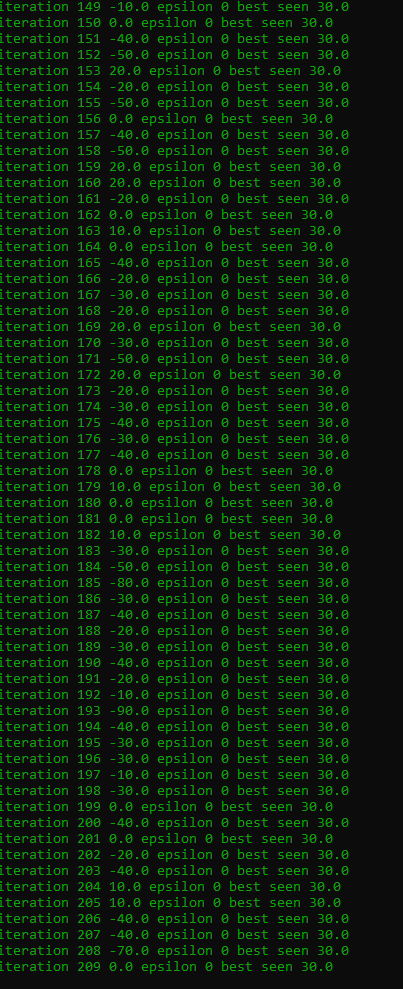 iteration 149 -10.0 epsilon 0 best seen 30.0
iteration 150 0.0 epsilon 0 best seen 30.0
iteration 151 -40.0 epsilon 0 best seen 30.0
iteration 152 -50.0 epsilon 0 best seen 30.0
iteration 153 20.0 epsilon 0 best seen 30.0
iteration 154 -20.0 epsilon 0 best seen 30.0
iteration 155 -50.0 epsilon 0 best seen 30.0
iteration 156 0.0 epsilon 0 best seen 30.0
iteration 157 -40.0 epsilon 0 best seen 30.0
iteration 158 -50.0 epsilon 0 best seen 30.0
iteration 159 20.0 epsilon 0 best seen 30.0
iteration 160 20.0 epsilon 0 best seen 30.0
iteration 161 -20.0 epsilon 0 best seen 30.0
iteration 162 0.0 epsilon 0 best seen 30.0
iteration 163 10.0 epsilon 0 best seen 30.0
iteration 164 0.0 epsilon 0 best seen 30.0
iteration 165 -40.0 epsilon 0 best seen 30.0
iteration 166 -20.0 epsilon 0 best seen 30.0
iteration 167 -30.0 epsilon 0 best seen 30.0
iteration 168 -20.0 epsilon 0 best seen 30.0
iteration 169 20.0 epsilon 0 best seen 30.0
iteration 170 -30.0 epsilon 0 best seen 30.0
iteration 171 -50.0 epsilon 0 best seen 30.0
iteration 172 20.0 epsilon 0 best seen 30.0
iteration 173 -20.0 epsilon 0 best seen 30.0
iteration 174 -30.0 epsilon 0 best seen 30.0
iteration 175 -40.0 epsilon 0 best seen 30.0
iteration 176 -30.0 epsilon 0 best seen 30.0
iteration 177 -40.0 epsilon 0 best seen 30.0
iteration 178 0.0 epsilon 0 best seen 30.0
iteration 179 10.0 epsilon 0 best seen 30.0
iteration 180 0.0 epsilon 0 best seen 30.0
iteration 181 0.0 epsilon 0 best seen 30.0
iteration 182 10.0 epsilon 0 best seen 30.0
iteration 183 -30.0 epsilon 0 best seen 30.0
iteration 184 -50.0 epsilon 0 best seen 30.0
iteration 185 -80.0 epsilon 0 best seen 30.0
iteration 186 -30.0 epsilon 0 best seen 30.0
iteration 187 -40.0 epsilon 0 best seen 30.0
iteration 188 -20.0 epsilon 0 best seen 30.0
iteration 189 -30.0 epsilon 0 best seen 30.0
iteration 190 -40.0 epsilon 0 best seen 30.0
iteration 191 -20.0 epsilon 0 best seen 30.0
iteration 192 -10.0 epsilon 0 best seen 30.0
iteration 193 -90.0 epsilon 0 best seen 30.0
iteration 194 -40.0 epsilon 0 best seen 30.0
iteration 195 -30.0 epsilon 0 best seen 30.0
iteration 196 -30.0 epsilon 0 best seen 30.0
iteration 197 -10.0 epsilon 0 best seen 30.0
iteration 198 -30.0 epsilon 0 best seen 30.0
iteration 199 0.0 epsilon 0 best seen 30.0
iteration 200 -40.0 epsilon 0 best seen 30.0
iteration 201 0.0 epsilon 0 best seen 30.0
iteration 202 -20.0 epsilon 0 best seen 30.0
iteration 203 -40.0 epsilon 0 best seen 30.0
iteration 204 10.0 epsilon 0 best seen 30.0
iteration 205 10.0 epsilon 0 best seen 30.0
iteration 206 -40.0 epsilon 0 best seen 30.0
iteration 207 -40.0 epsilon 0 best seen 30.0
iteration 208 -70.0 epsilon 0 best seen 30.0
iteration 209 0.0 epsilon 0 best seen 30.0